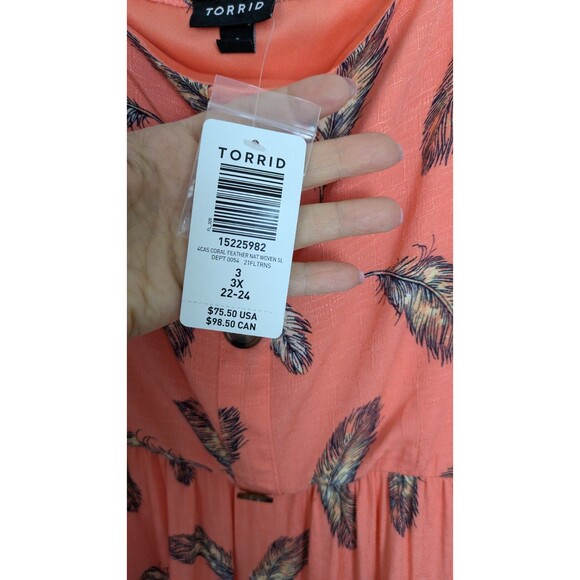 TORRID
TORRID
15225982
4CAS CORAL FEATHER NAT WOVEN SL
DEPT 0054 21FLTRNS
3
3X
22-24
$75.50 USA
$98.50 CAN